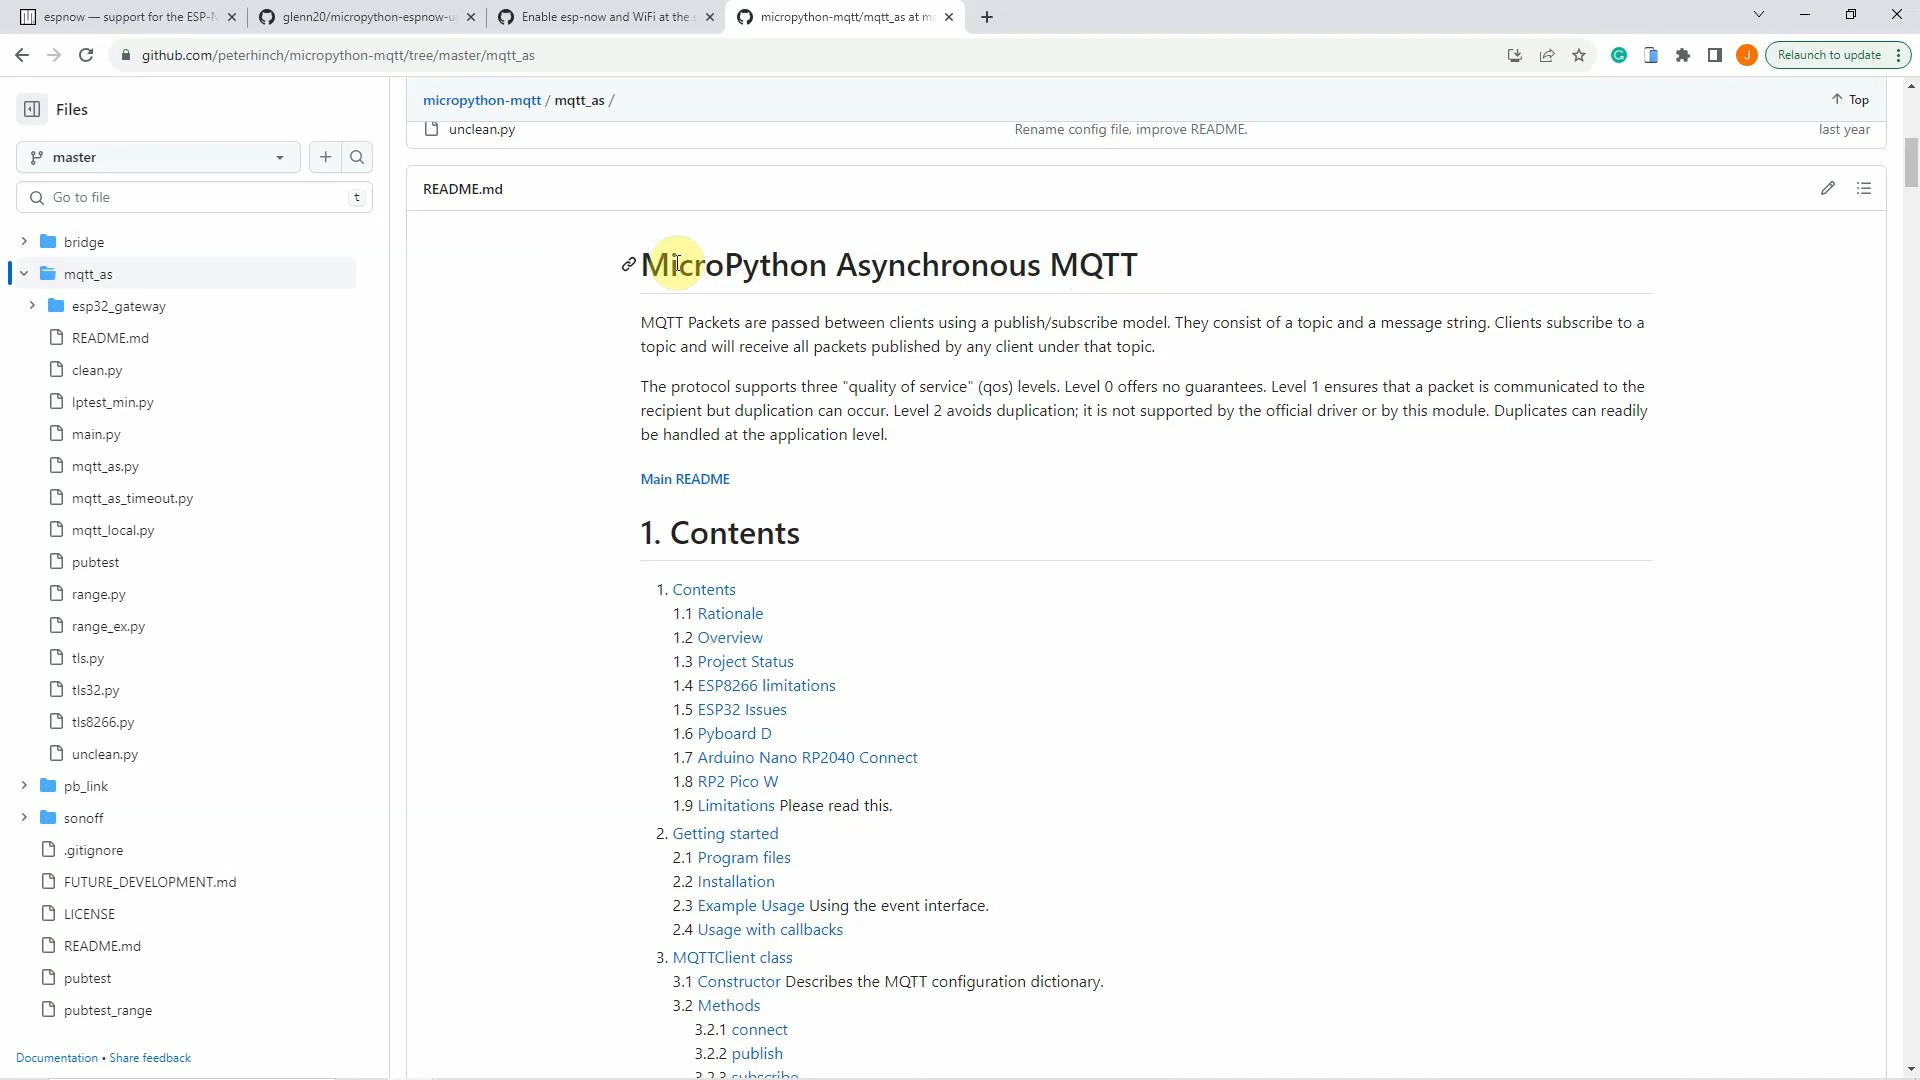 espnow — support for the ESP-N
glenn20/micropython-espnow-u
Enable esp-now and WiFi at the s
micropython-mqtt/mqtt_as at m
github.com/peterhinch/micropython-mqtt/tree/master/mqtt_as
J
Relaunch to update
Files
micropython-mqtt / mqtt_as /
Top
unclean.py
Rename config file, improve README.
last year
master
Go to file
t
README.md
bridge
mqtt_as
esp32_gateway
README.md
clean.py
lptest_min.py
main.py
mqtt_as.py
mqtt_as_timeout.py
mqtt_local.py
pubtest
range.py
range_ex.py
tls.py
tls32.py
tls8266.py
unclean.py
pb_link
sonoff
.gitignore
FUTURE_DEVELOPMENT.md
LICENSE
README.md
pubtest
pubtest_range
Documentation • Share feedback
MicroPython Asynchronous MQTT
MQTT Packets are passed between clients using a publish/subscribe model. They consist of a topic and a message string. Clients subscribe to a
topic and will receive all packets published by any client under that topic.
The protocol supports three "quality of service" (qos) levels. Level 0 offers no guarantees. Level 1 ensures that a packet is communicated to the
recipient but duplication can occur. Level 2 avoids duplication; it is not supported by the official driver or by this module. Duplicates can readily
be handled at the application level.
Main README
1. Contents
1. Contents
1.1 Rationale
1.2 Overview
1.3 Project Status
1.4 ESP8266 limitations
1.5 ESP32 Issues
1.6 Pyboard D
1.7 Arduino Nano RP2040 Connect
1.8 RP2 Pico W
1.9 Limitations Please read this.
2. Getting started
2.1 Program files
2.2 Installation
2.3 Example Usage Using the event interface.
2.4 Usage with callbacks
3. MQTTClient class
3.1 Constructor Describes the MQTT configuration dictionary.
3.2 Methods
3.2.1 connect
3.2.2 publish
3.2.3 subscribe